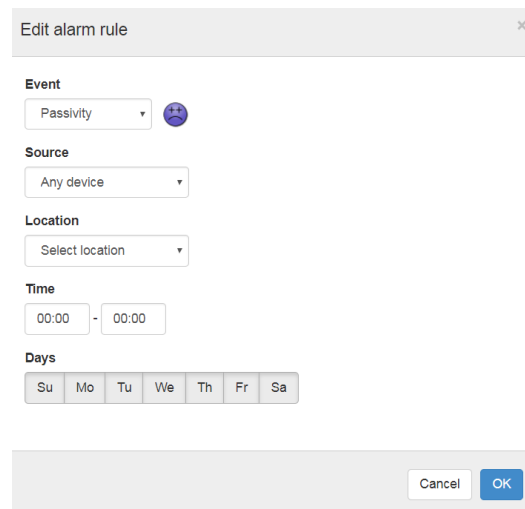 Edit alarm rule ×
Event
Passivity
Source
Any device
Location
Select location
Time
00:00 - 00:00
Days
Su Mo Tu We Th Fr Sa
Cancel OK